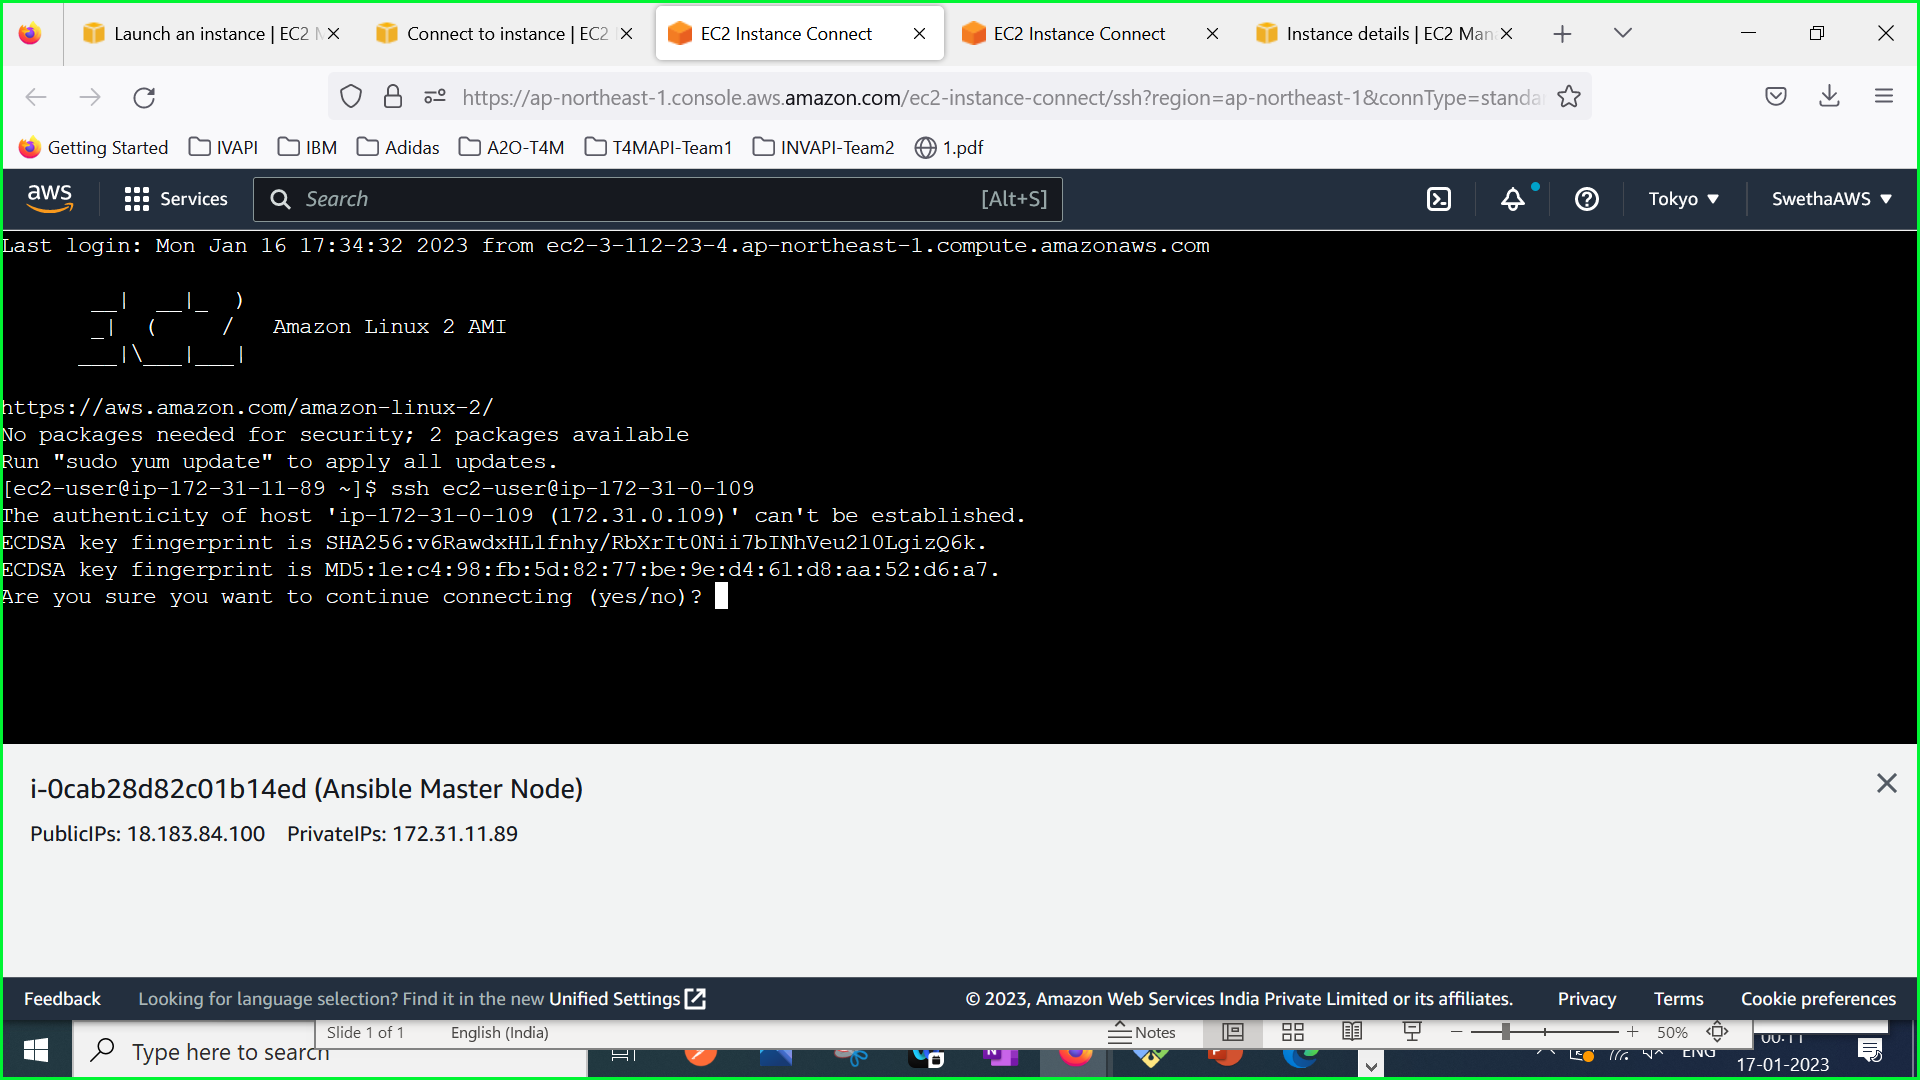 Launch an instance | EC2 M
Connect to instance | EC2
EC2 Instance Connect
EC2 Instance Connect
Instance details | EC2 Man
https://ap-northeast-1.console.aws.amazon.com/ec2-instance-connect/ssh?region=ap-northeast-1&connType=standa
Getting Started
IVAPI
IBM
Adidas
A2O-T4M
T4MAPI-Team1
INVAPI-Team2
1.pdf
aws
Services
Search
[Alt+S]
Tokyo
SwethaAWS
Last login: Mon Jan 16 17:34:32 2023 from ec2-3-112-23-4.ap-northeast-1.compute.amazonaws.com
       __|  __|_  )
       _|  (     /   Amazon Linux 2 AMI
      ___|\___|___|
https://aws.amazon.com/amazon-linux-2/
No packages needed for security; 2 packages available
Run "sudo yum update" to apply all updates.
[ec2-user@ip-172-31-11-89 ~]$ ssh ec2-user@ip-172-31-0-109
The authenticity of host 'ip-172-31-0-109 (172.31.0.109)' can't be established.
ECDSA key fingerprint is SHA256:v6RawdxHLlfnhy/RbXrIt0Nii7bINhVeu210LgizQ6k.
ECDSA key fingerprint is MD5:1e:c4:98:fb:5d:82:77:be:9e:d4:61:d8:aa:52:d6:a7.
Are you sure you want to continue connecting (yes/no)?
i-0cab28d82c01b14ed (Ansible Master Node)
PublicIPs: 18.183.84.100    PrivateIPs: 172.31.11.89
Feedback
Looking for language selection? Find it in the new Unified Settings
© 2023, Amazon Web Services India Private Limited or its affiliates.
Privacy
Terms
Cookie preferences
Slide 1 of 1
English (India)
Notes
50%
Type here to search
ENG
00:11
17-01-2023